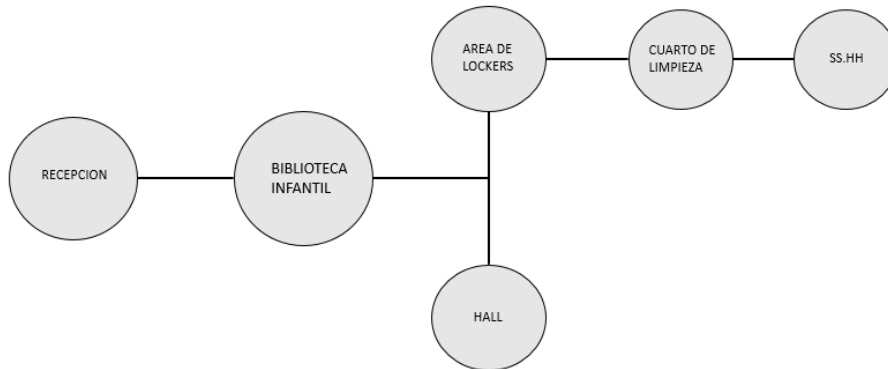 AREA DE
LOCKERS
CUARTO DE
LIMPIEZA
SS.HH
RECEPCION
BIBLIOTECA
INFANTIL
HALL